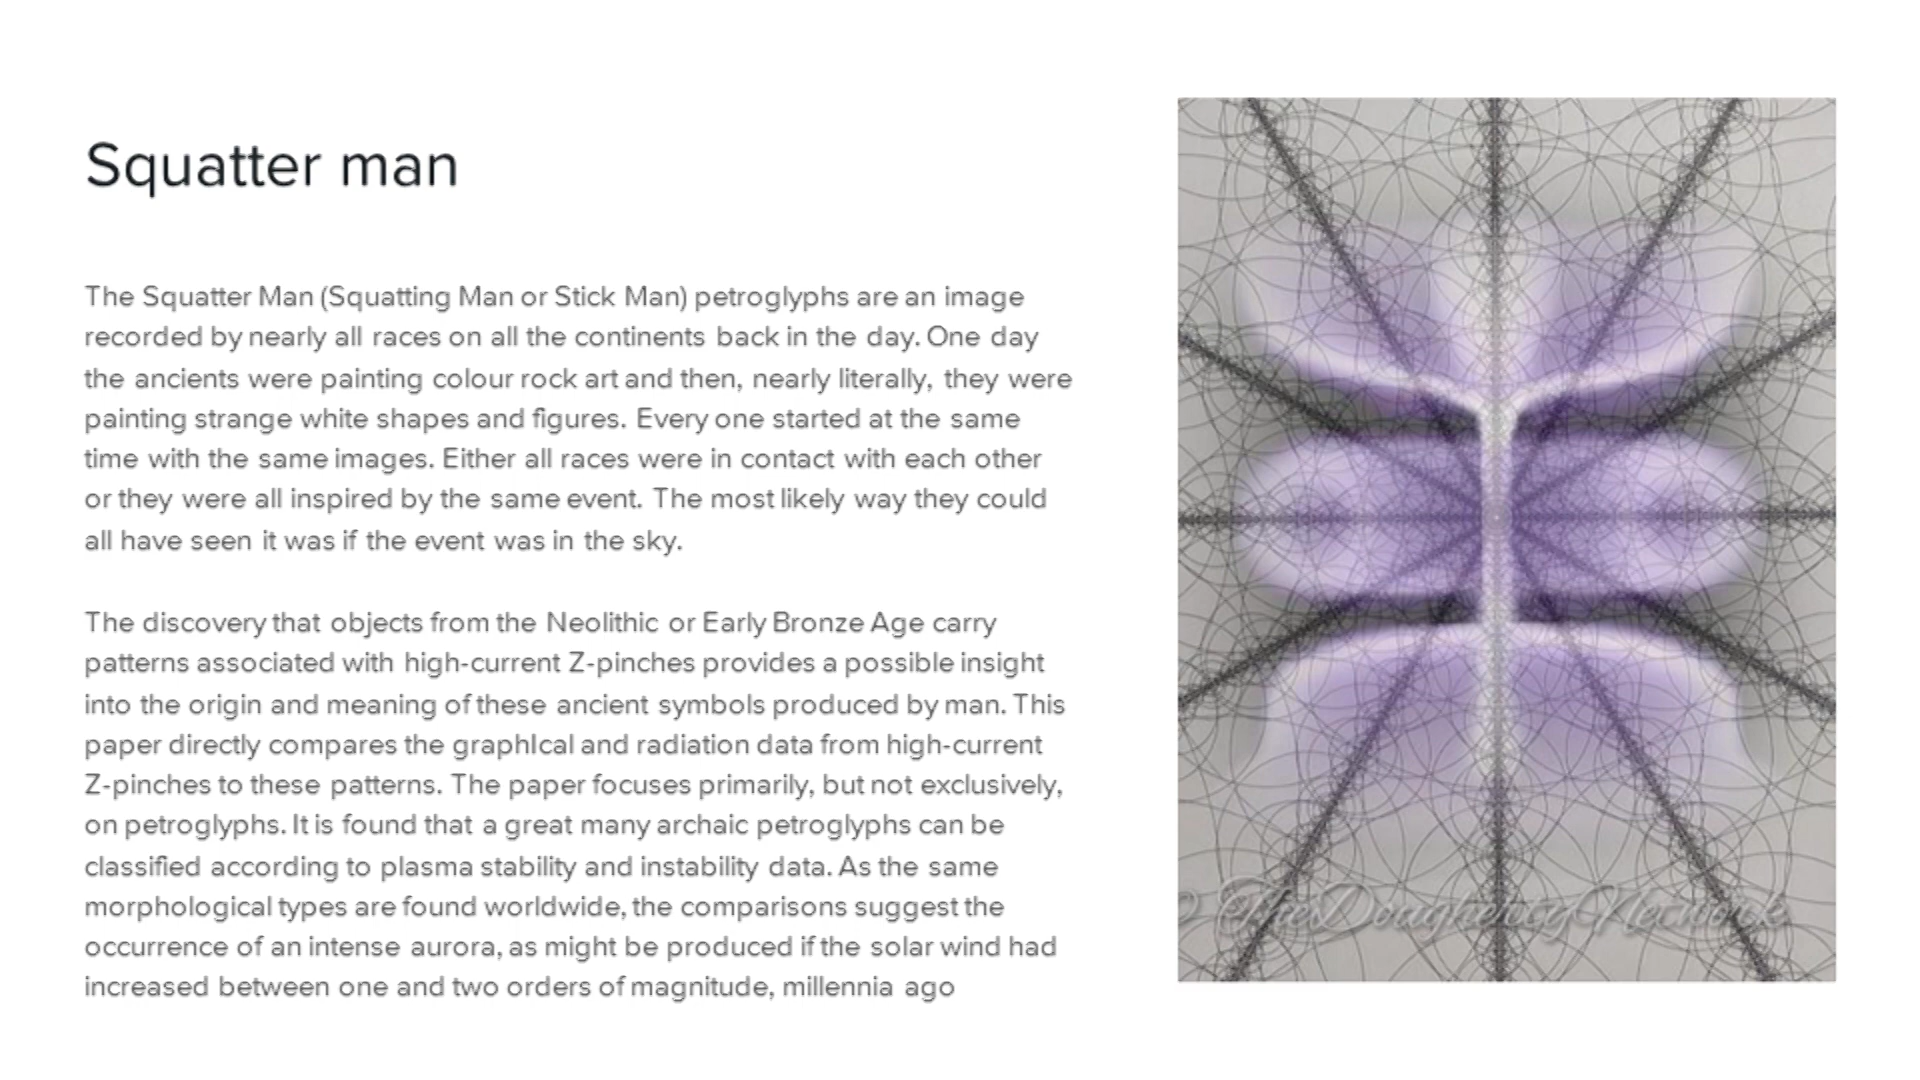 Squatter man
The Squatter Man (Squatting Man or Stick Man) petroglyphs are an image
recorded by nearly all races on all the continents back in the day. One day
the ancients were painting colour rock art and then, nearly literally, they were
painting strange white shapes and figures. Every one started at the same
time with the same images. Either all races were in contact with each other
or they were all inspired by the same event. The most likely way they could
all have seen it was if the event was in the sky.
The discovery that objects from the Neolithic or Early Bronze Age carry
patterns associated with high-current Z-pinches provides a possible insight
into the origin and meaning of these ancient symbols produced by man. This
paper directly compares the graphIcal and radiation data from high-current
Z-pinches to these patterns. The paper focuses primarily, but not exclusively,
on petroglyphs. It is found that a great many archaic petroglyphs can be
classified according to plasma stability and instability data. As the same
morphological types are found worldwide, the comparisons suggest the
occurrence of an intense aurora, as might be produced if the solar wind had
increased between one and two orders of magnitude, millennia ago
© @TheDoughertyNetwork